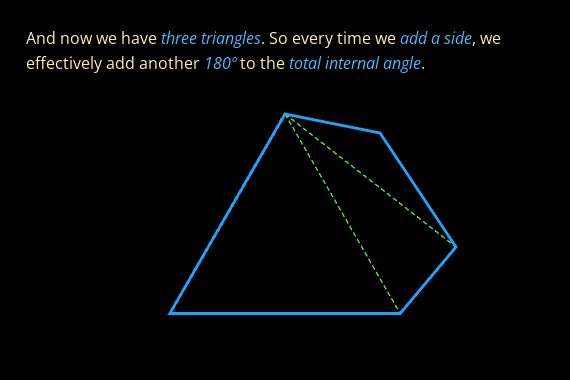 And now we have three triangles. So every time we add a side, we
effectively add another 180° to the total internal angle.